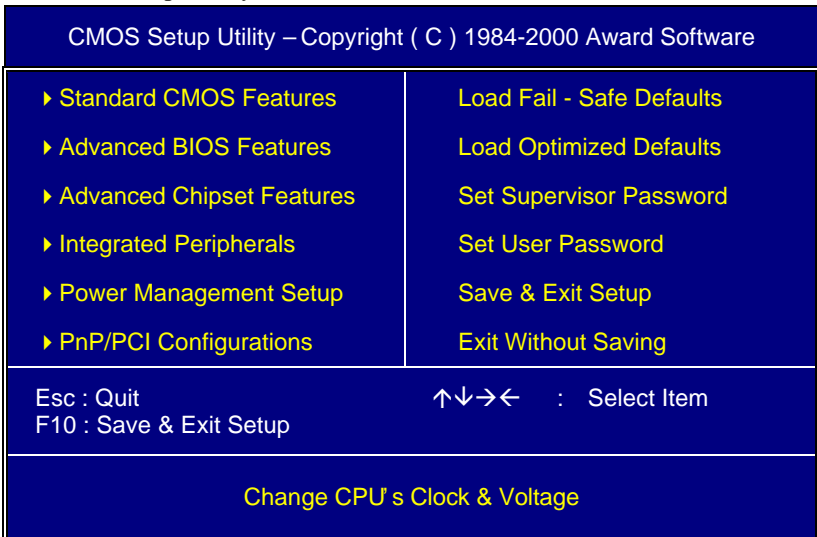 CMOS Setup Utility – Copyright ( C ) 1984-2000 Award Software
Standard CMOS Features
Advanced BIOS Features
Advanced Chipset Features
Integrated Peripherals
Power Management Setup
PnP/PCI Configurations
Load Fail - Safe Defaults
Load Optimized Defaults
Set Supervisor Password
Set User Password
Save & Exit Setup
Exit Without Saving
Esc : Quit
F10 : Save & Exit Setup
↑↓→← : Select Item
Change CPU's Clock & Voltage